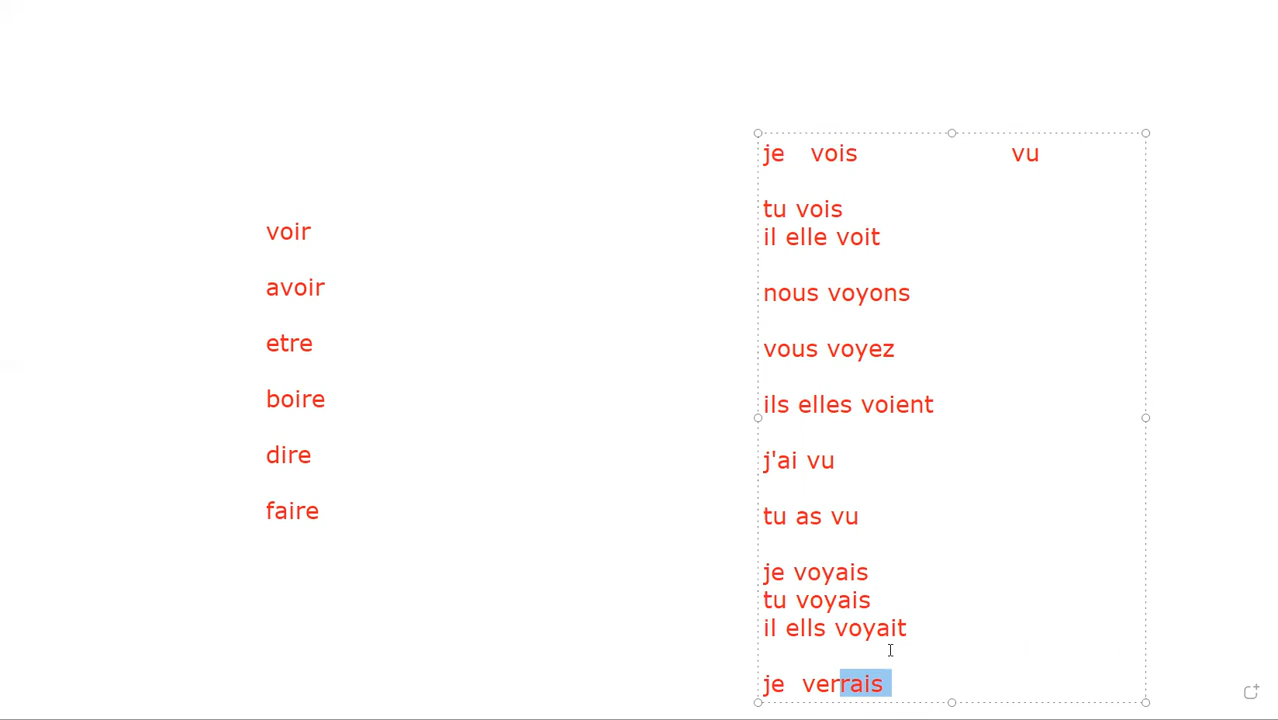 voir
avoir
etre
boire
dire
faire
je vois vu
tu vois
il elle voit
nous voyons
vous voyez
ils elles voient
j'ai vu
tu as vu
je voyais
tu voyais
il ells voyait
je verrais